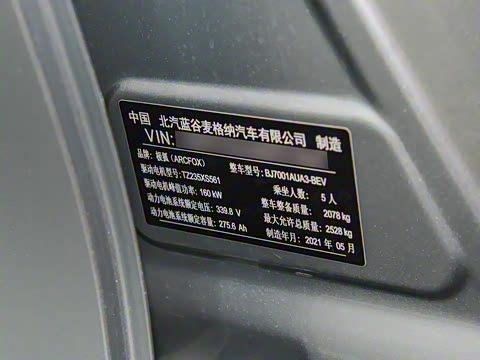 中国 北汽蓝谷麦格纳汽车有限公司 制造
VIN:
品牌: 极狐(ARCFOX) 整车型号: BJ7001AUA3-BEV
驱动电机型号: TZ235XS561 乘坐人数: 5 人
驱动电机峰值功率: 160 kW 整车整备质量: 2078 kg
动力电池系统额定电压: 339.8 V 最大允许总质量: 2528 kg
动力电池系统额定容量: 275.6 Ah 制造年月: 2021 年 05 月